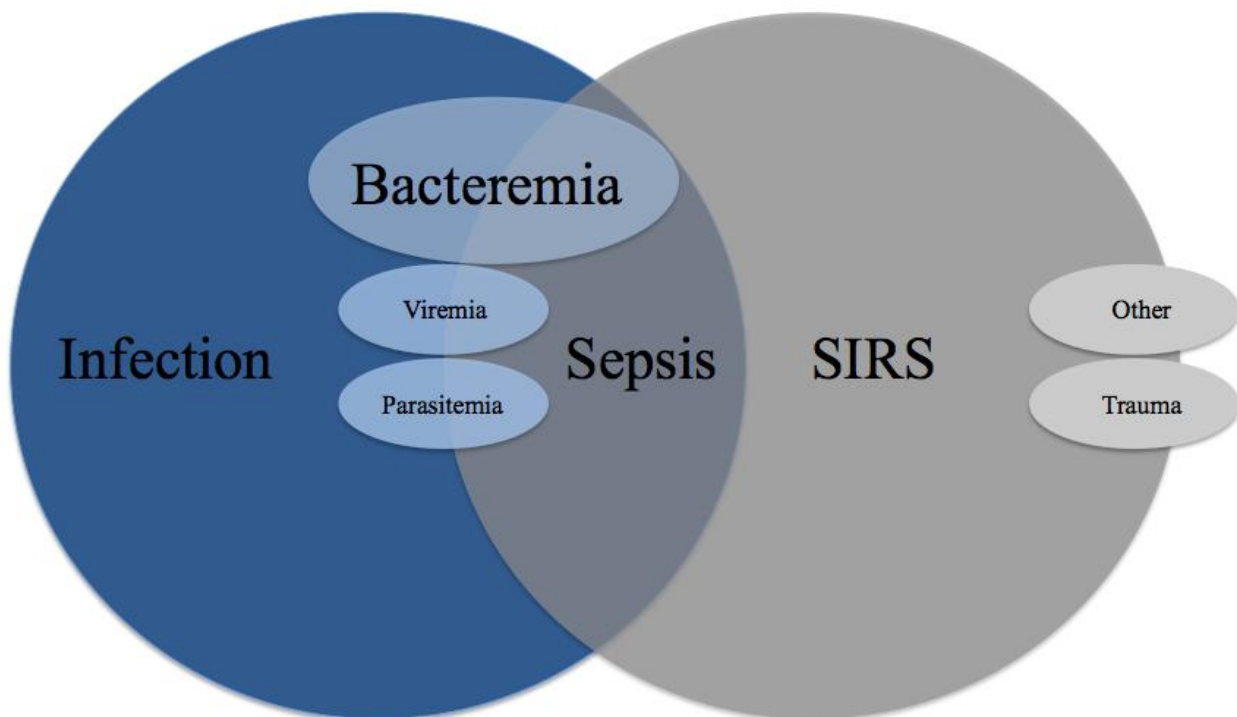 Bacteremia
Viremia
Other
Infection
Sepsis
SIRS
Parasitemia
Trauma